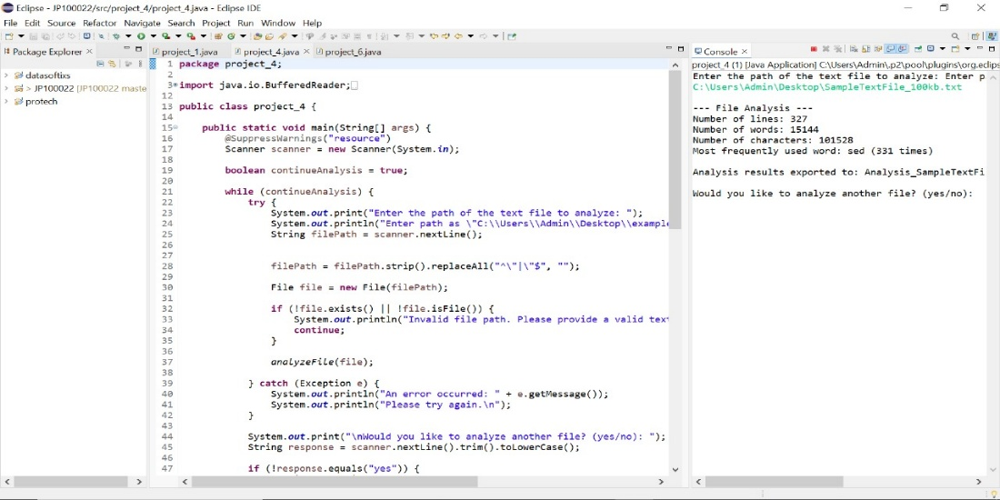 Eclipse - JP100022/src/project_4/project_4.java - Eclipse IDE
File Edit Source Refactor Navigate Search Project Run Window Help
Package Explorer
datasoftixs
> JP100022 [JP100022 maste
protech
project_1.java project_4.java project_6.java
1 package project_4;
2
3 import java.io.BufferedReader;
12
13 public class project_4 {
14
15 public static void main(String[] args) {
16 @SuppressWarnings("resource")
17 Scanner scanner = new Scanner(System.in);
18
19 boolean continueAnalysis = true;
20
21 while (continueAnalysis) {
22 try {
23 System.out.print("Enter the path of the text file to analyze: ");
24 System.out.println("Enter path as \"C:\\Users\\Admin\\Desktop\\example
25 String filePath = scanner.nextLine();
26
27
28 filePath = filePath.strip().replaceAll("^\"|\"$", "");
29
30 File file = new File(filePath);
31
32 if (!file.exists() || !file.isFile()) {
33 System.out.println("Invalid file path. Please provide a valid tex
34 continue;
35 }
36
37 analyzeFile(file);
38
39 } catch (Exception e) {
40 System.out.println("An error occurred: " + e.getMessage());
41 System.out.println("Please try again.\n");
42 }
43
44 System.out.print("\nWould you like to analyze another file? (yes/no): ");
45 String response = scanner.nextLine().trim().toLowerCase();
46
47 if (!response.equals("yes")) {
Console
project_4 (1) [Java Application] C:\Users\Admin\.p2\pool\plugins\org.eclips
Enter the path of the text file to analyze: Enter p
C:\Users\Admin\Desktop\SampleTextFile_100kb.txt
--- File Analysis ---
Number of lines: 327
Number of words: 15144
Number of characters: 101528
Most frequently used word: sed (331 times)
Analysis results exported to: Analysis_SampleTextFi
Would you like to analyze another file? (yes/no):